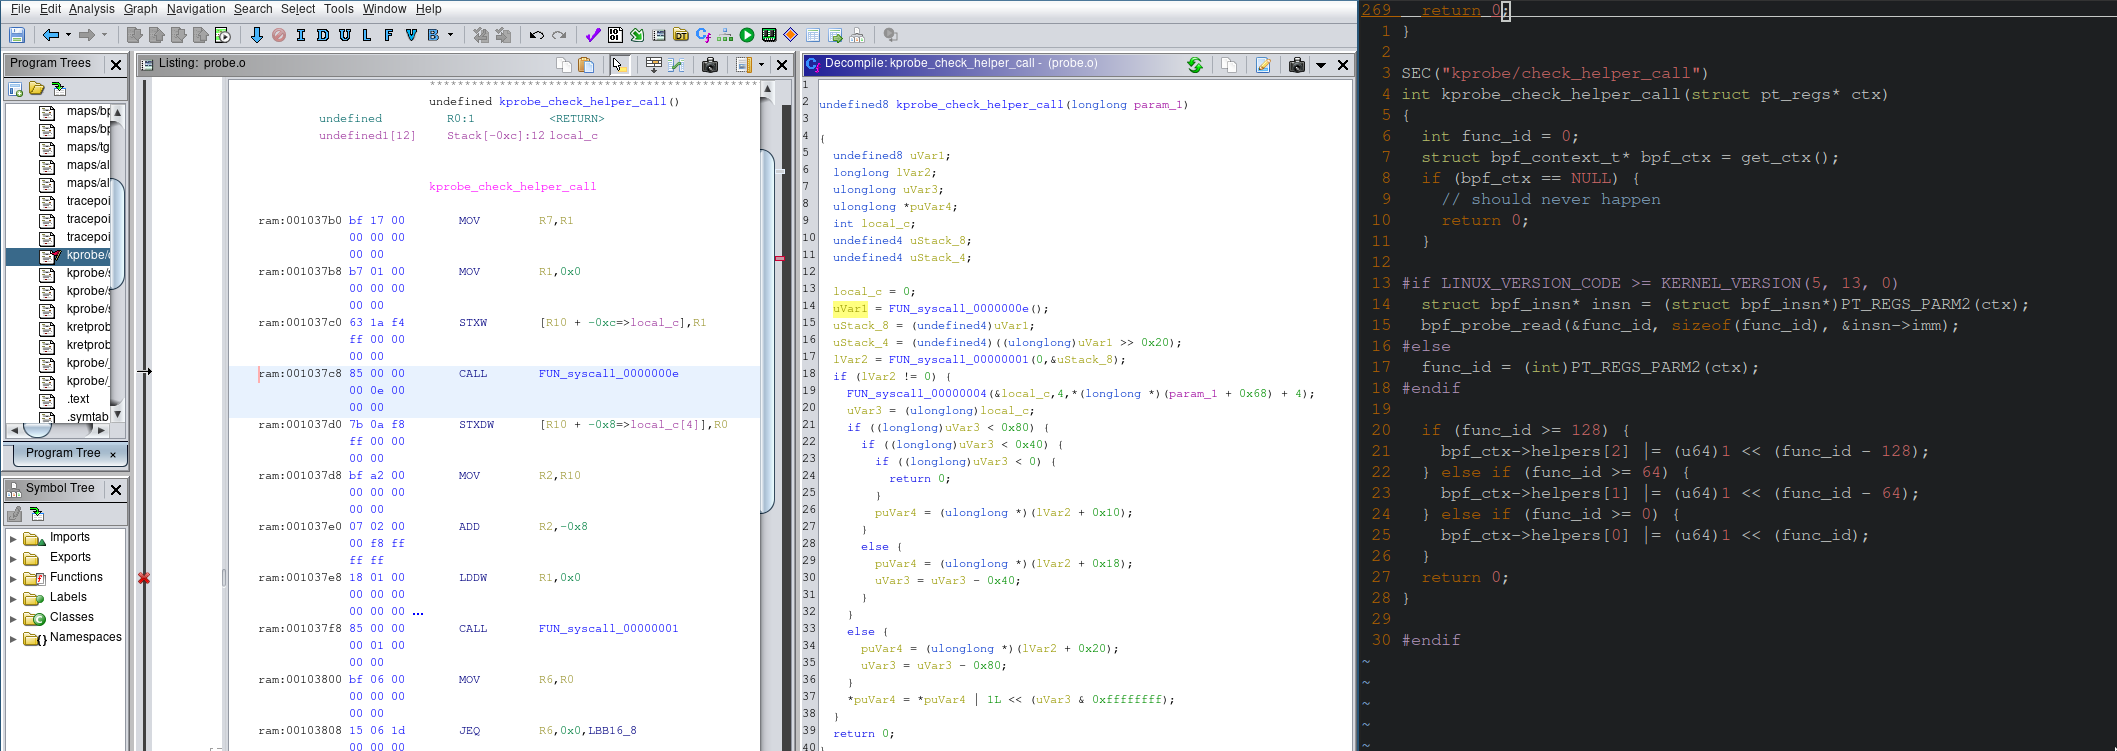 File Edit Analysis Graph Navigation Search Select Tools Window Help
Program Trees
maps/bp
maps/bp
maps/tg
maps/al
maps/al
tracepoi
tracepoi
tracepoi
kprobe/c
kprobe/s
kprobe/s
kprobe/s
kretprob
kretprob
kprobe/_
kprobe/_
.text
.symtab
Program Tree ×
Symbol Tree
Imports
Exports
Functions
Labels
Classes
Namespaces
Listing: probe.o
undefined kprobe_check_helper_call()
undefined R0:1 <RETURN>
undefined1[12] Stack[-0xc]:12 local_c
kprobe_check_helper_call
ram:001037b0 bf 17 00 MOV R7,R1
00 00 00
00 00
ram:001037b8 b7 01 00 MOV R1,0x0
00 00 00
00 00
ram:001037c0 63 1a f4 STXW [R10 + -0xc=>local_c],R1
ff 00 00
00 00
ram:001037c8 85 00 00 CALL FUN_syscall_0000000e
00 0e 00
00 00
ram:001037d0 7b 0a f8 STXDW [R10 + -0x8=>local_c[4]],R0
ff 00 00
00 00
ram:001037d8 bf a2 00 MOV R2,R10
00 00 00
00 00
ram:001037e0 07 02 00 ADD R2,-0x8
00 f8 ff
ff ff
ram:001037e8 18 01 00 LDDW R1,0x0
00 00 00
00 00 00 ...
ram:001037f8 85 00 00 CALL FUN_syscall_00000001
00 01 00
00 00
ram:00103800 bf 06 00 MOV R6,R0
00 00 00
00 00
ram:00103808 15 06 1d JEQ R6,0x0,LBB16_8
00 00 00
Decompile: kprobe_check_helper_call - (probe.o)
1
2 undefined8 kprobe_check_helper_call(longlong param_1)
3
4 {
5 undefined8 uVar1;
6 longlong lVar2;
7 ulonglong uVar3;
8 ulonglong *puVar4;
9 int local_c;
10 undefined4 uStack_8;
11 undefined4 uStack_4;
12
13 local_c = 0;
14 uVar1 = FUN_syscall_0000000e();
15 uStack_8 = (undefined4)uVar1;
16 uStack_4 = (undefined4)((ulonglong)uVar1 >> 0x20);
17 lVar2 = FUN_syscall_00000001(0,&uStack_8);
18 if (lVar2 != 0) {
19 FUN_syscall_00000004(&local_c,4,*(longlong *)(param_1 + 0x68) + 4);
20 uVar3 = (ulonglong)local_c;
21 if ((longlong)uVar3 < 0x80) {
22 if ((longlong)uVar3 < 0x40) {
23 if ((longlong)uVar3 < 0) {
24 return 0;
25 }
26 puVar4 = (ulonglong *)(lVar2 + 0x10);
27 }
28 else {
29 puVar4 = (ulonglong *)(lVar2 + 0x18);
30 uVar3 = uVar3 - 0x40;
31 }
32 }
33 else {
34 puVar4 = (ulonglong *)(lVar2 + 0x20);
35 uVar3 = uVar3 - 0x80;
36 }
37 *puVar4 = *puVar4 | 1L << (uVar3 & 0xffffffff);
38 }
39 return 0;
40 }
269 return 0;
1 }
2
3 SEC("kprobe/check_helper_call")
4 int kprobe_check_helper_call(struct pt_regs* ctx)
5 {
6 int func_id = 0;
7 struct bpf_context_t* bpf_ctx = get_ctx();
8 if (bpf_ctx == NULL) {
9 // should never happen
10 return 0;
11 }
12
13 #if LINUX_VERSION_CODE >= KERNEL_VERSION(5, 13, 0)
14 struct bpf_insn* insn = (struct bpf_insn*)PT_REGS_PARM2(ctx);
15 bpf_probe_read(&func_id, sizeof(func_id), &insn->imm);
16 #else
17 func_id = (int)PT_REGS_PARM2(ctx);
18 #endif
19
20 if (func_id >= 128) {
21 bpf_ctx->helpers[2] |= (u64)1 << (func_id - 128);
22 } else if (func_id >= 64) {
23 bpf_ctx->helpers[1] |= (u64)1 << (func_id - 64);
24 } else if (func_id >= 0) {
25 bpf_ctx->helpers[0] |= (u64)1 << (func_id);
26 }
27 return 0;
28 }
29
30 #endif
~
~
~
~
~